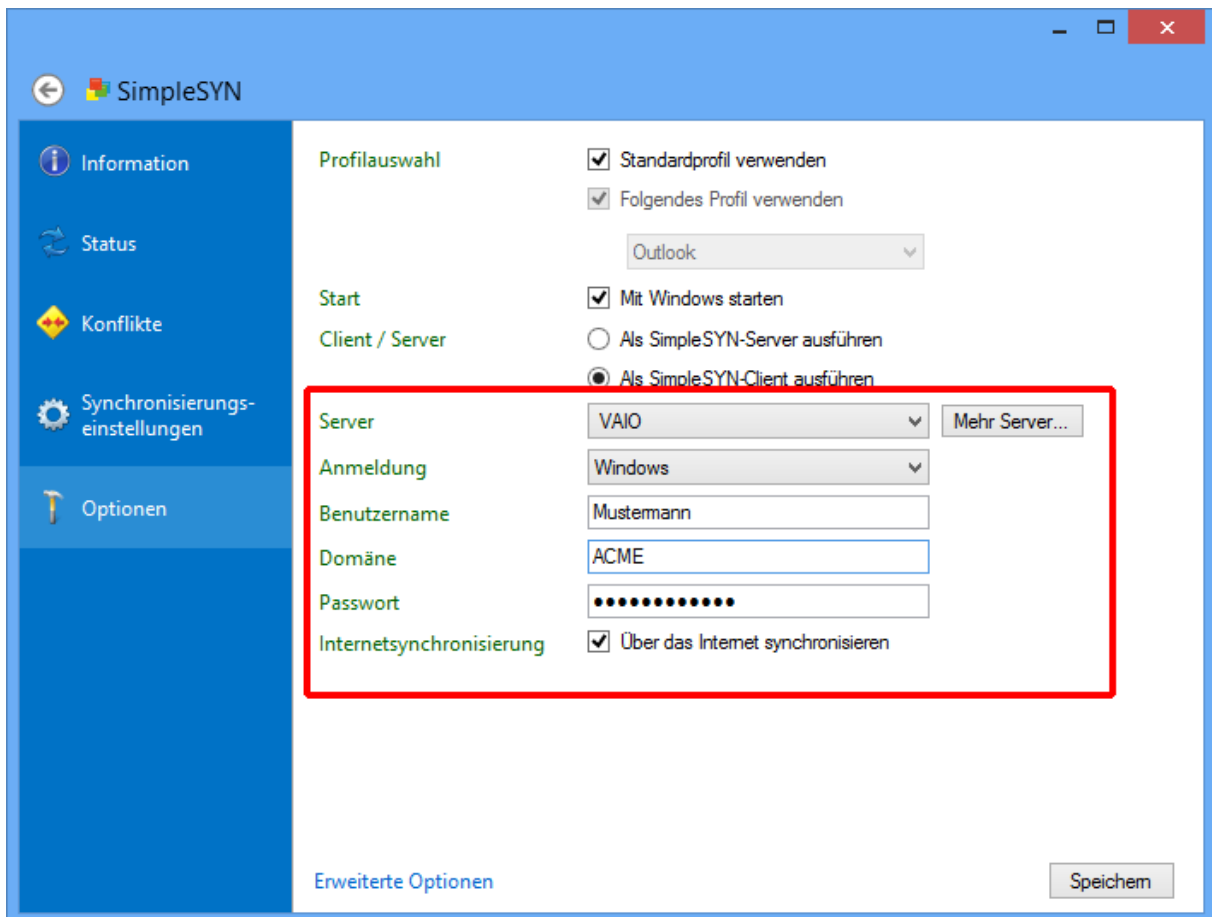 SimpleSYN
Information
Status
Konflikte
Synchronisierungs-
einstellungen
Optionen
Profilauswahl
Standardprofil verwenden
Folgendes Profil verwenden
Outlook
Start
Mit Windows starten
Client / Server
Als SimpleSYN-Server ausführen
Als SimpleSYN-Client ausführen
Server
VAIO
Mehr Server...
Anmeldung
Windows
Benutzername
Mustermann
Domäne
ACME
Passwort
●●●●●●●●●●●●
Internetsynchronisierung
Über das Internet synchronisieren
Erweiterte Optionen
Speichern